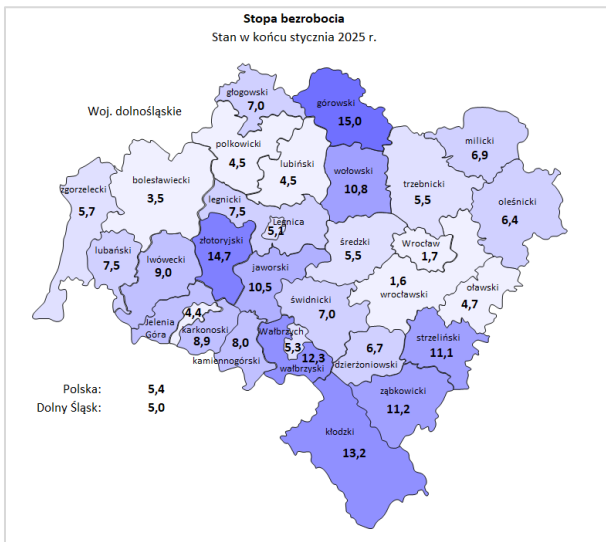 Stopa bezrobocia
Stan w końcu stycznia 2025 r.
Woj. dolnośląskie
głogowski
7,0
górowski
15,0
polkowicki
4,5
lubiński
4,5
wołowski
10,8
milicki
6,9
trzebnicki
5,5
oleśnicki
6,4
zgorzelecki
5,7
bolesławiecki
3,5
legnicki
7,5
Legnica
5,1
złotoryjski
14,7
średzki
5,5
Wrocław
1,7
lubański
7,5
lwówecki
9,0
jaworski
10,5
1,6
wrocławski
oławski
4,7
świdnicki
7,0
Jelenia
Góra
4,4
karkonoski
8,9
8,0
kamiennogórski
Wałbrzych
5,3
12,3
wałbrzyski
6,7
dzierżoniowski
strzeliński
11,1
ząbkowicki
11,2
kłodzki
13,2
Polska: 5,4
Dolny Śląsk: 5,0